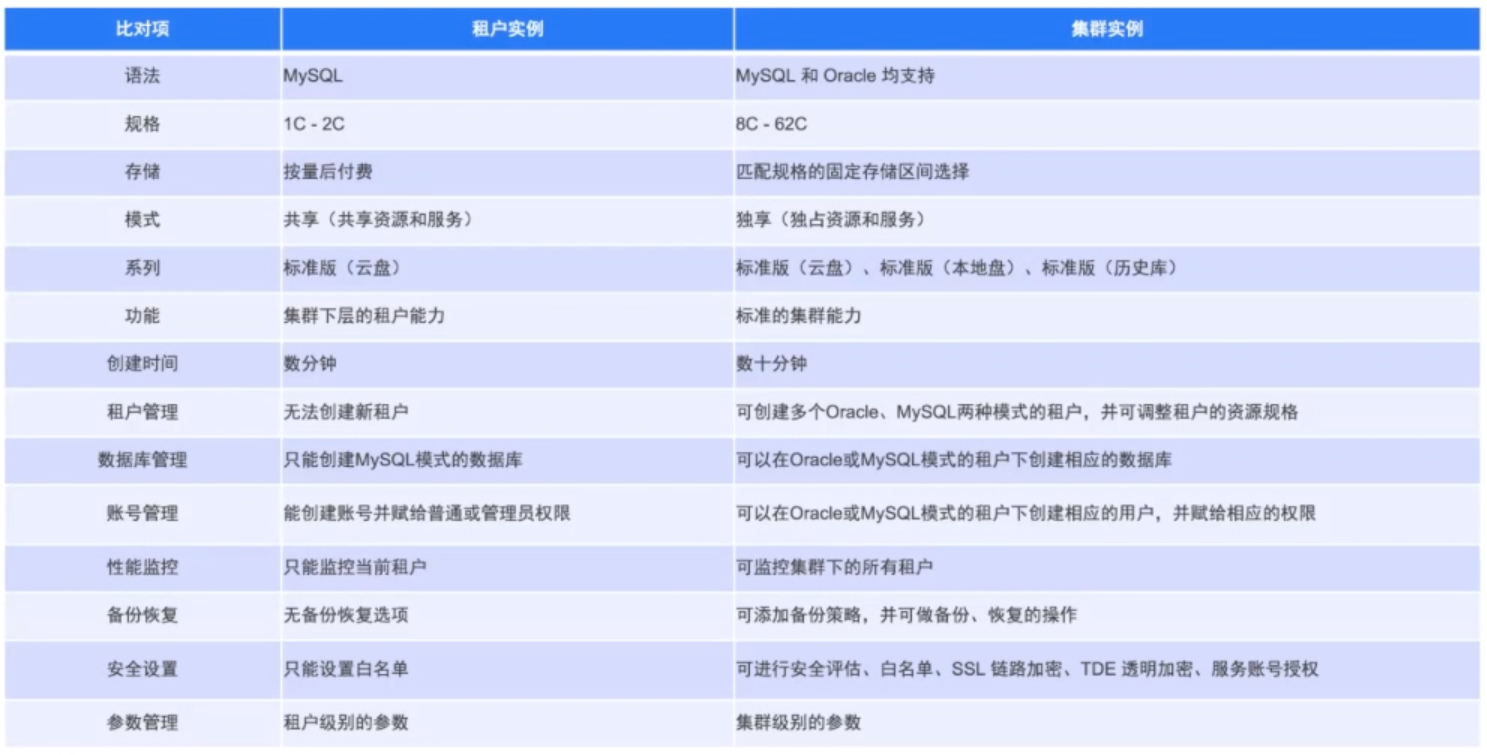 比对项 租户实例 集群实例
语法 MySQL MySQL 和 Oracle 均支持
规格 1C - 2C 8C - 62C
存储 按量后付费 匹配规格的固定存储区间选择
模式 共享（共享资源和服务） 独享（独占资源和服务）
系列 标准版（云盘） 标准版（云盘）、标准版（本地盘）、标准版（历史库）
功能 集群下层的租户能力 标准的集群能力
创建时间 数分钟 数十分钟
租户管理 无法创建新租户 可创建多个Oracle、MySQL两种模式的租户，并可调整租户的资源规格
数据库管理 只能创建MySQL模式的数据库 可以在Oracle或MySQL模式的租户下创建相应的数据库
账号管理 能创建账号并赋给普通或管理员权限 可以在Oracle或MySQL模式的租户下创建相应的用户，并赋给相应的权限
性能监控 只能监控当前租户 可监控集群下的所有租户
备份恢复 无备份恢复选项 可添加备份策略，并可做备份、恢复的操作
安全设置 只能设置白名单 可进行安全评估、白名单、SSL 链路加密、TDE 透明加密、服务账号授权
参数管理 租户级别的参数 集群级别的参数